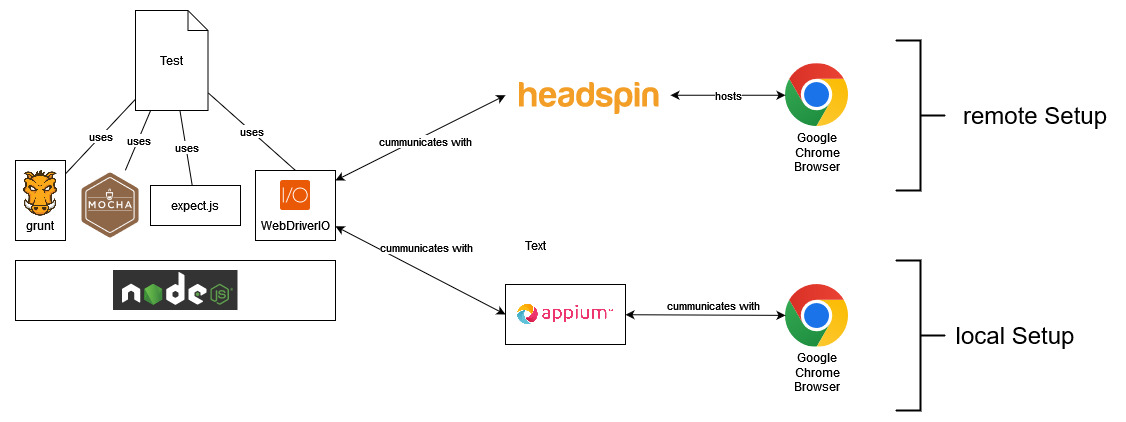 Test
uses
uses
uses
uses
grunt
MOCHA
expect.js
I/O
WebDriverIO
node
JS
cummunicates with
headspin
hosts
Google
Chrome
Browser
remote Setup
cummunicates with
Text
appium
cummunicates with
Google
Chrome
Browser
local Setup